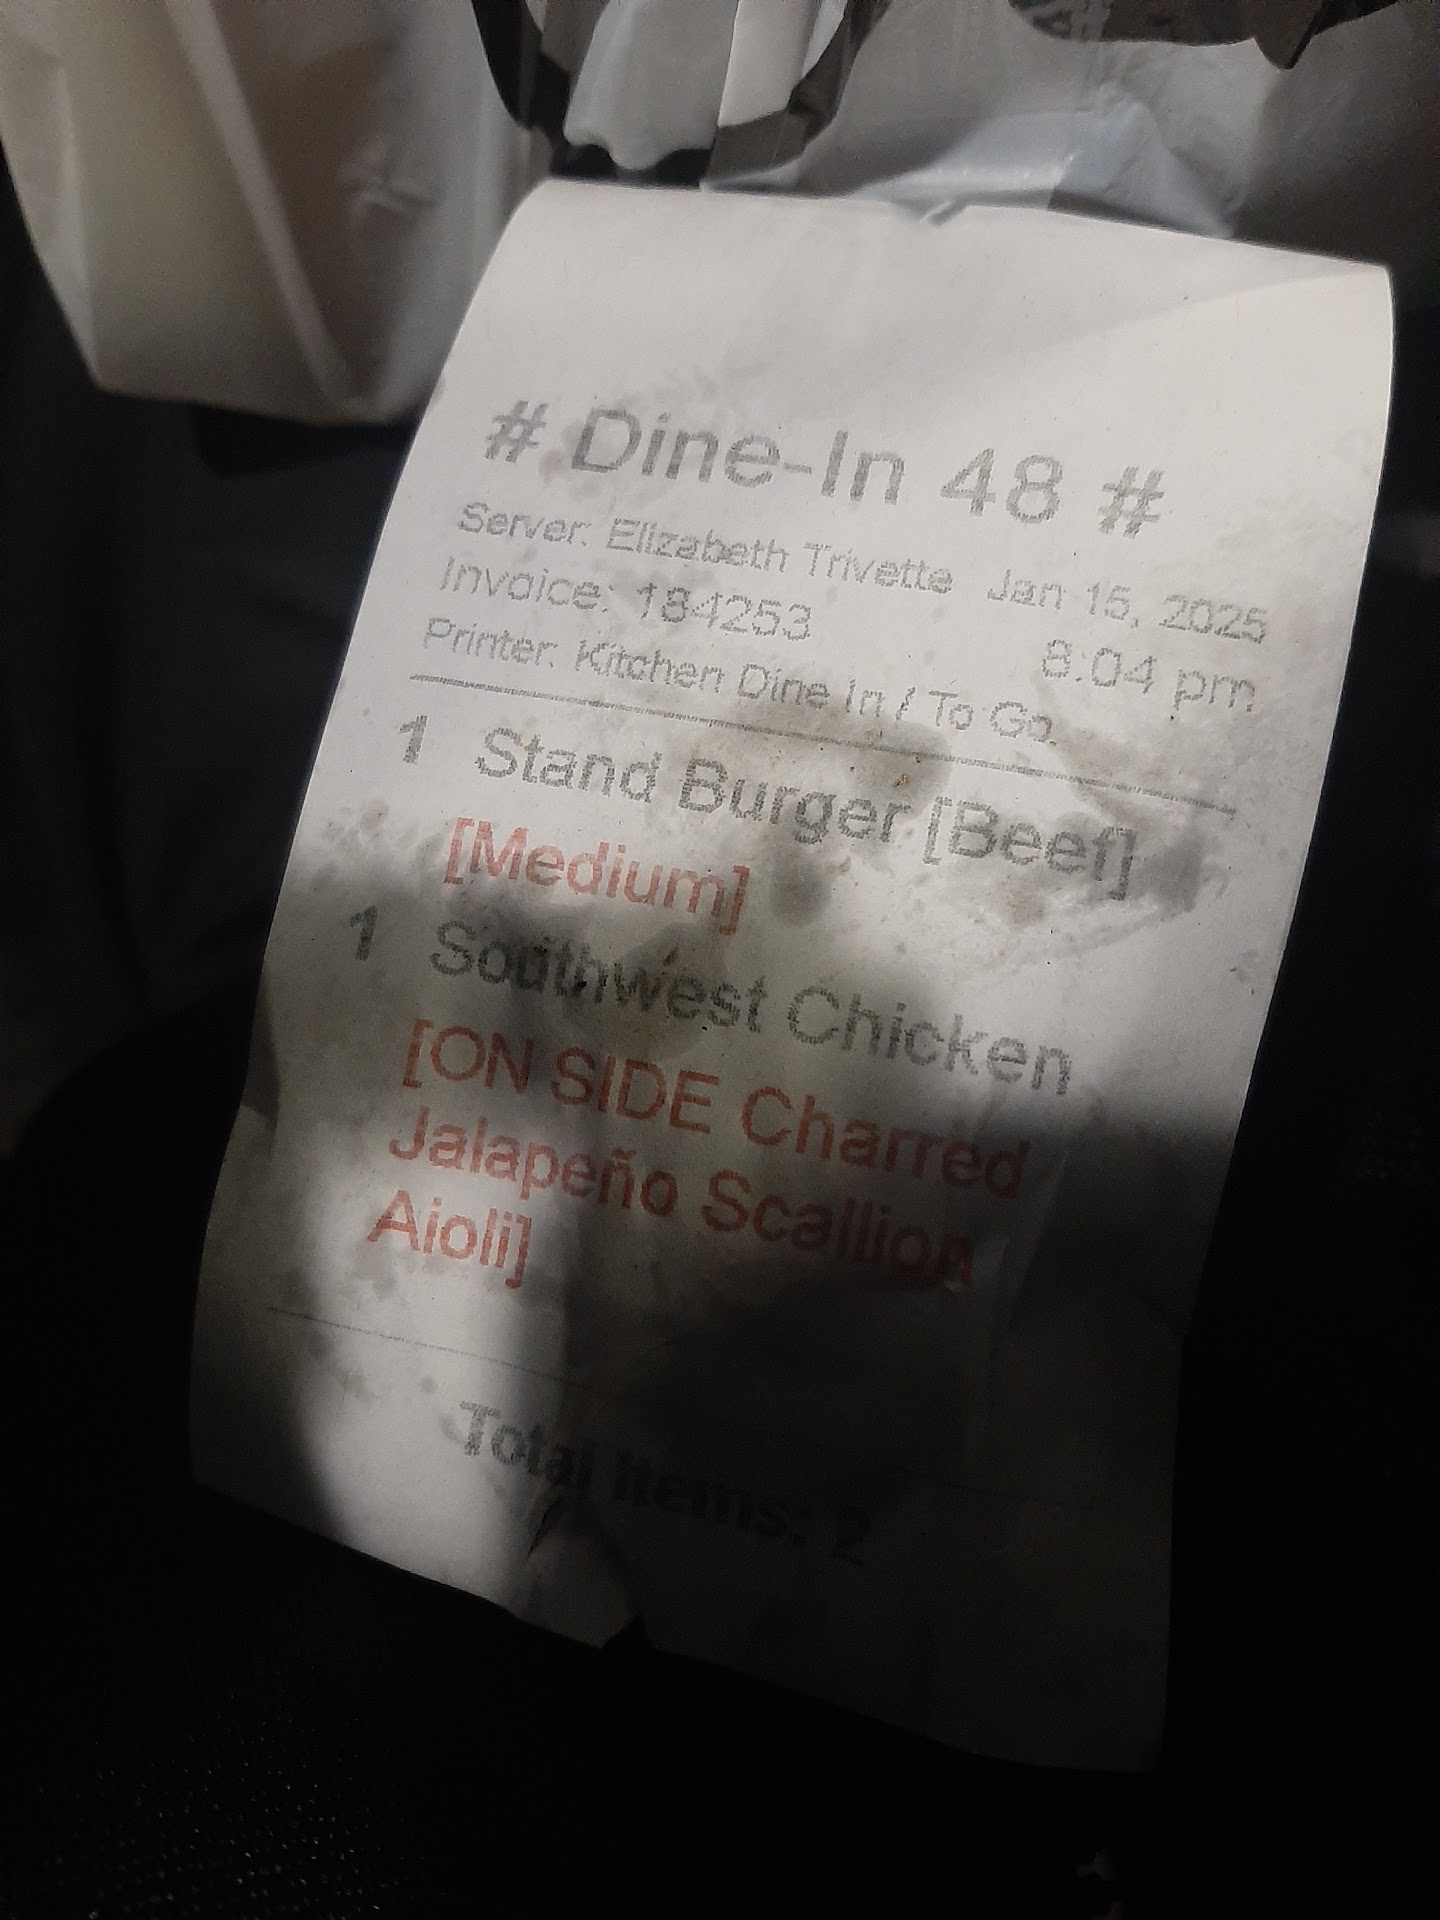 # Dine-In 48 #
Server: Elizabeth Trivette Jan 15, 2025
Invoice: 184253 8:04 pm
Printer: Kitchen Dine In / To Go
1 Stand Burger [Beef]
[Medium]
1 Southwest Chicken
[ON SIDE Charred
Jalapeño Scallion
Aioli]
Total items: 2